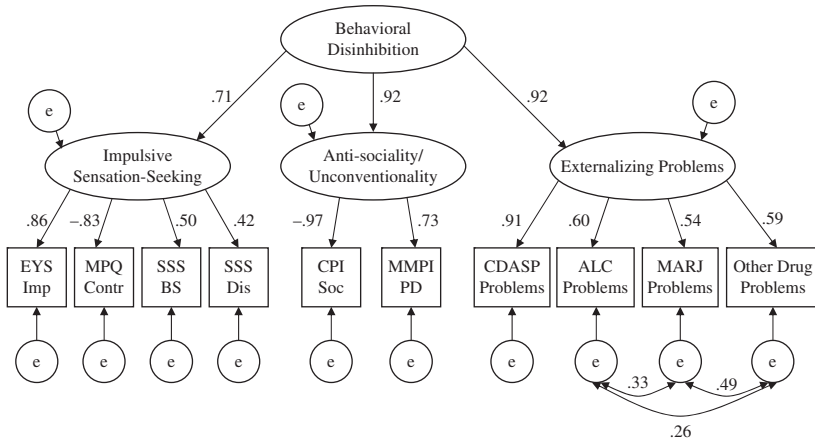 Behavioral
Disinhibition
.71
.92
.92
e
e
e
Impulsive
Sensation-Seeking
Anti-sociality/
Unconventionality
Externalizing Problems
.86
–.83
.50
.42
–.97
.73
.91
.60
.54
.59
EYS
Imp
MPQ
Contr
SSS
BS
SSS
Dis
CPI
Soc
MMPI
PD
CDASP
Problems
ALC
Problems
MARJ
Problems
Other Drug
Problems
e
e
e
e
e
e
e
e
e
e
.33
.49
.26